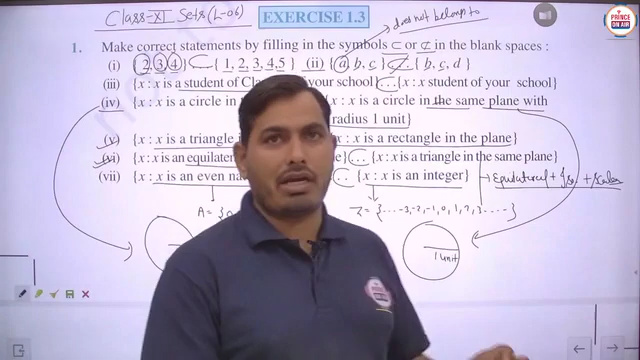 Class-XI Sets (L-06)
EXERCISE 1.3
does not belongs to
PRINCE
ON AIR
1. Make correct statements by filling in the symbols ⊂ or ⊄ in the blank spaces :
(i) { 2, 3, 4 } ⊂ { 1, 2, 3, 4, 5 } (ii) { a, b, c } ⊄ { b, c, d }
(iii) {x : x is a student of Cla your school} . . . {x : x student of your school}
(iv) {x : x is a circle in x : x is a circle in the same plane with
radius 1 unit}
(v) {x : x is a triangle i x : x is a rectangle in the plane}
(vi) {x : x is an equilater . . . {x : x is a triangle in the same plane}
(vii) {x : x is an even na . . {x : x is an integer}
Equilateral +
A = {
Z = { .... -3, -2, -1, 0, 1, 2, 3 .... }
1 unit
PRINCE
ON AIR